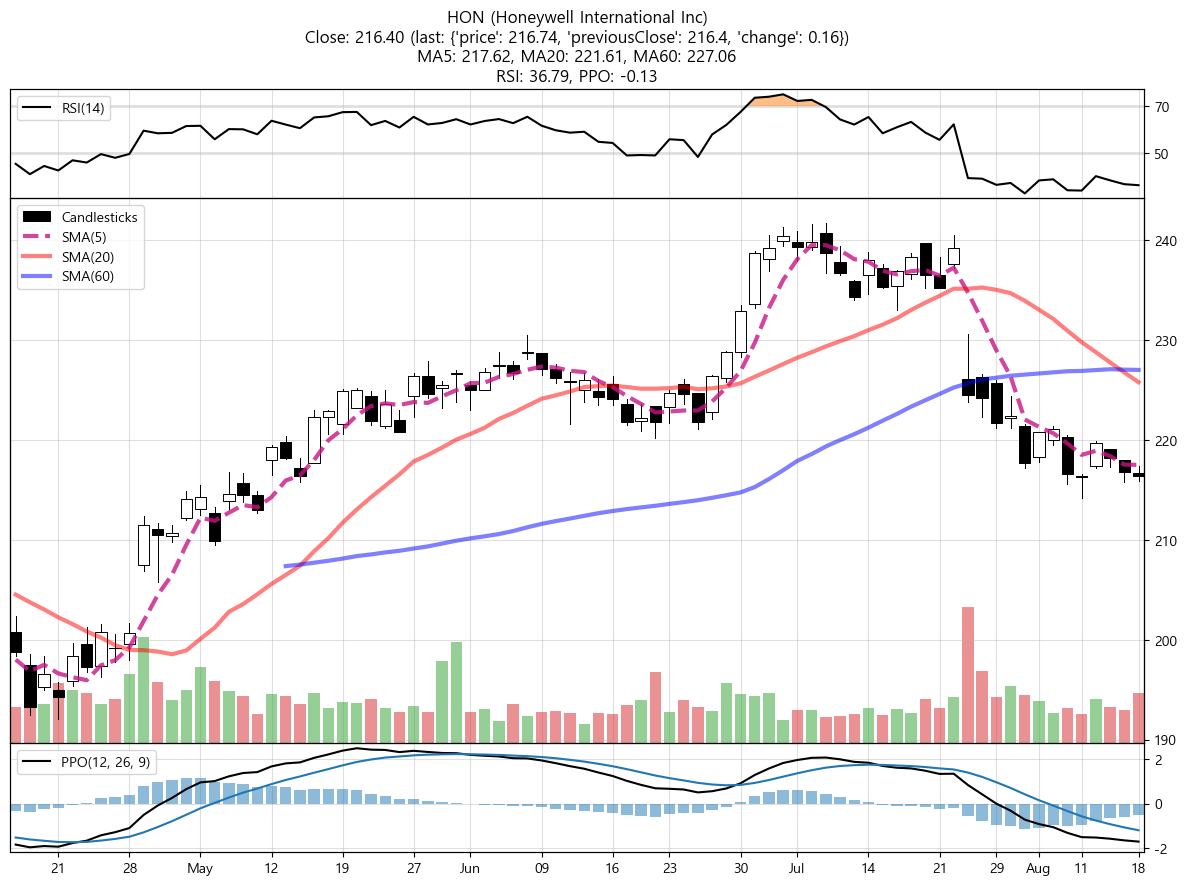 HON (Honeywell International Inc)
Close: 216.40 (last: {'price': 216.74, 'previousClose': 216.4, 'change': 0.16})
MA5: 217.62, MA20: 221.61, MA60: 227.06
RSI: 36.79, PPO: -0.13
RSI(14)
70
50
Candlesticks
SMA(5)
SMA(20)
SMA(60)
240
230
220
210
200
190
PPO(12, 26, 9)
2
0
-2
21 28 May 12 19 27 Jun 09 16 23 30 Jul 14 21 29 Aug 11 18